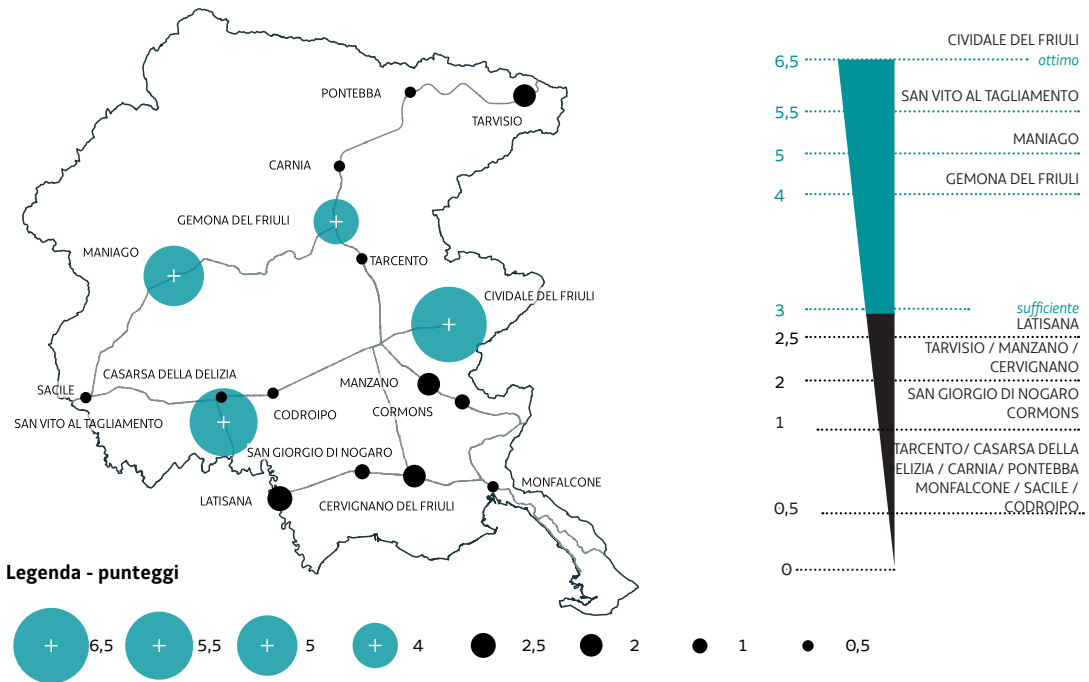 PONTEBBA
TARVISIO
CARNIA
GEMONA DEL FRIULI
MANIAGO
TARCENTO
CIVIDALE DEL FRIULI
CASARSA DELLA DELIZIA
SACILE
MANZANO
CODROIPO
CORMONS
SAN VITO AL TAGLIAMENTO
SAN GIORGIO DI NOGARO
LATISANA
CERVIGNANO DEL FRIULI
MONFALCONE
Legenda - punteggi
6,5
5,5
5
4
2,5
2
1
0,5
CIVIDALE DEL FRIULI
6,5
ottimo
SAN VITO AL TAGLIAMENTO
5,5
MANIAGO
5
GEMONA DEL FRIULI
4
3
sufficiente
LATISANA
2,5
TARVISIO / MANZANO /
CERVIGNANO
2
SAN GIORGIO DI NOGARO
CORMONS
1
TARCENTO/ CASARSA DELLA
ELIZIA / CARNIA/ PONTEBBA
MONFALCONE / SACILE /
CODROIPO
0,5
0